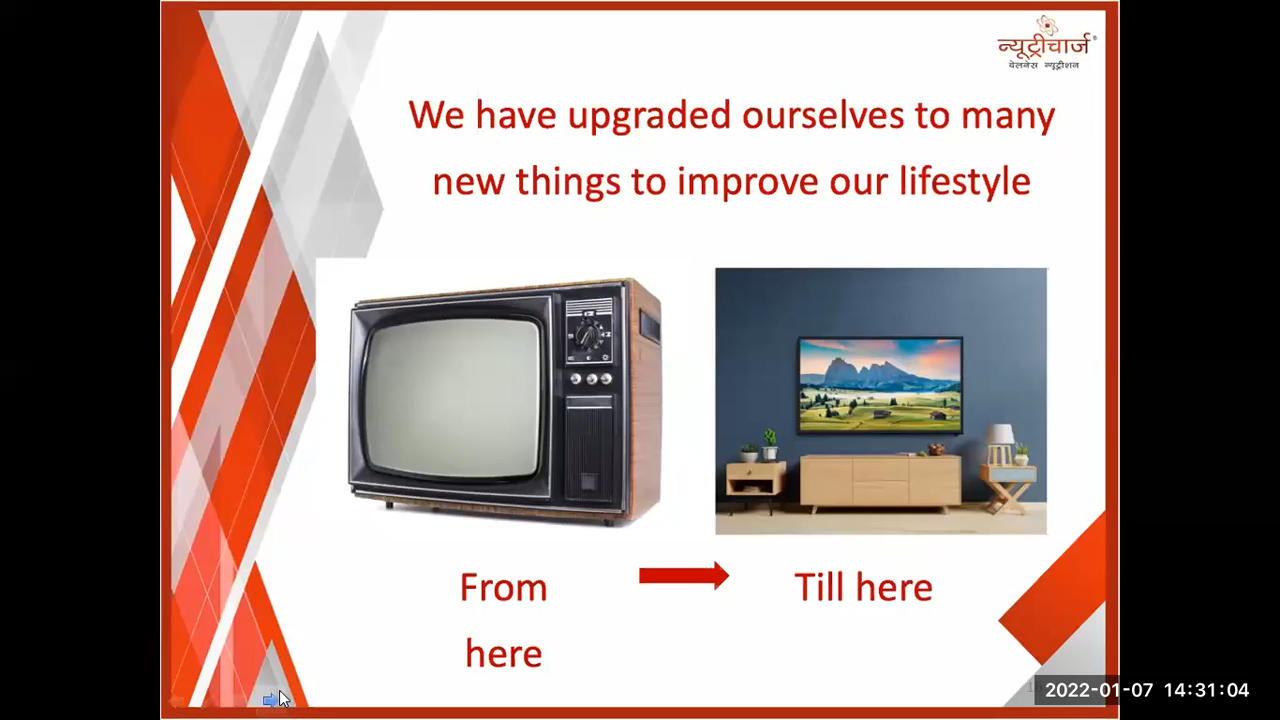 न्यूट्रीचार्ज®
वेलनेस न्यूट्रीशन
We have upgraded ourselves to many
new things to improve our lifestyle
From
here
Till here
2022-01-07 14:31:04